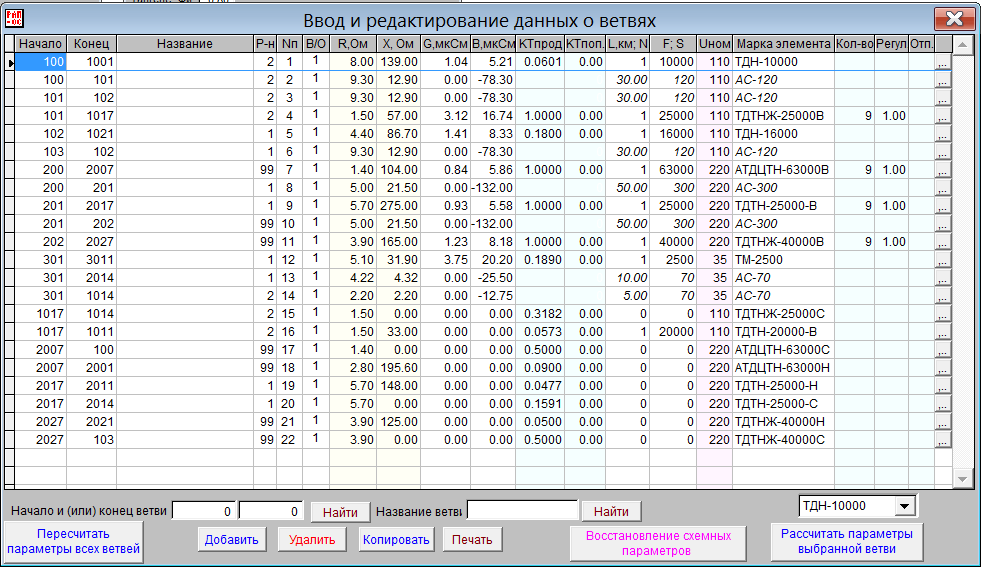 РАП
-ОС
Ввод и редактирование данных о ветвях
Начало Конец Название Р-н Nп В/О R,Ом X, Ом G,мкСм В,мкСм КТпрод КТпоп. L,км; N F; S Uном Марка элемента Кол-во Регул Отп.
100 1001 2 1 1 8.00 139.00 1.04 5.21 0.0601 0.00 1 10000 110 ТДН-10000 ...
100 101 2 2 1 9.30 12.90 0.00 -78.30 30.00 120 110 АС-120 ...
101 102 2 3 1 9.30 12.90 0.00 -78.30 30.00 120 110 АС-120 ...
101 1017 2 4 1 1.50 57.00 3.12 16.74 1.0000 0.00 1 25000 110 ТДТНЖ-25000В 9 1.00 ...
102 1021 1 5 1 4.40 86.70 1.41 8.33 0.1800 0.00 1 16000 110 ТДН-16000 ...
103 102 1 6 1 9.30 12.90 0.00 -78.30 30.00 120 110 АС-120 ...
200 2007 99 7 1 1.40 104.00 0.84 5.86 1.0000 0.00 1 63000 220 АТДЦТН-63000В 9 1.00 ...
200 201 1 8 1 5.00 21.50 0.00 -132.00 50.00 300 220 АС-300 ...
201 2017 1 9 1 5.70 275.00 0.93 5.58 1.0000 0.00 1 25000 220 ТДТН-25000-В 9 1.00 ...
201 202 99 10 1 5.00 21.50 0.00 -132.00 50.00 300 220 АС-300 ...
202 2027 99 11 1 3.90 165.00 1.23 8.18 1.0000 0.00 1 40000 220 ТДТНЖ-40000В 9 1.00 ...
301 3011 1 12 1 5.10 31.90 3.75 20.20 0.1890 0.00 1 2500 35 ТМ-2500 ...
301 2014 1 13 1 4.22 4.32 0.00 -25.50 10.00 70 35 АС-70 ...
301 1014 2 14 1 2.20 2.20 0.00 -12.75 5.00 70 35 АС-70 ...
1017 1014 2 15 1 1.50 0.00 0.00 0.00 0.3182 0.00 0 0 110 ТДТНЖ-25000С ...
1017 1011 2 16 1 1.50 33.00 0.00 0.00 0.0573 0.00 1 20000 110 ТДТН-20000-В ...
2007 100 99 17 1 1.40 0.00 0.00 0.00 0.5000 0.00 0 0 220 АТДЦТН-63000С ...
2007 2001 99 18 1 2.80 195.60 0.00 0.00 0.0900 0.00 0 0 220 АТДЦТН-63000Н ...
2017 2011 1 19 1 5.70 148.00 0.00 0.00 0.0477 0.00 0 0 220 ТДТН-25000-Н ...
2017 2014 1 20 1 5.70 0.00 0.00 0.00 0.1591 0.00 0 0 220 ТДТН-25000-С ...
2027 2021 99 21 1 3.90 125.00 0.00 0.00 0.0500 0.00 0 0 220 ТДТНЖ-40000Н ...
2027 103 99 22 1 3.90 0.00 0.00 0.00 0.5000 0.00 0 0 220 ТДТНЖ-40000С ...
Начало и (или) конец ветви 0 0 Найти Название ветви Найти ТДН-10000
Пересчитать
параметры всех ветвей
Добавить Удалить Копировать Печать
Восстановление схемных
параметров
Рассчитать параметры
выбранной ветви